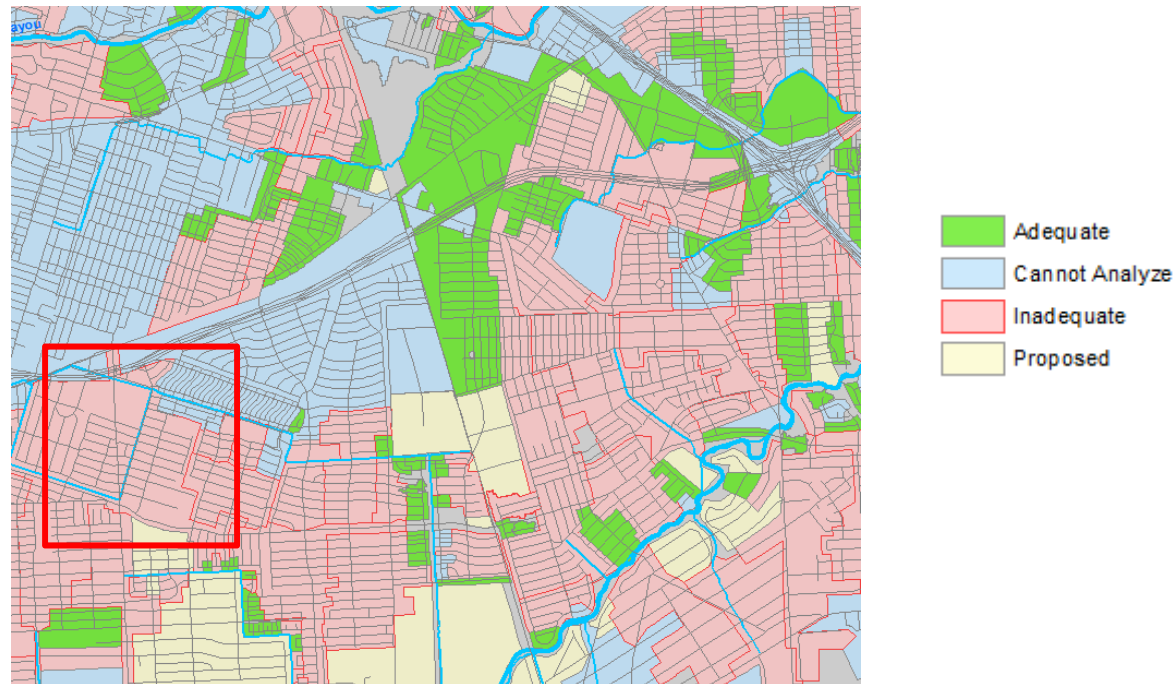 ayou
Adequate
Cannot Analyze
Inadequate
Proposed